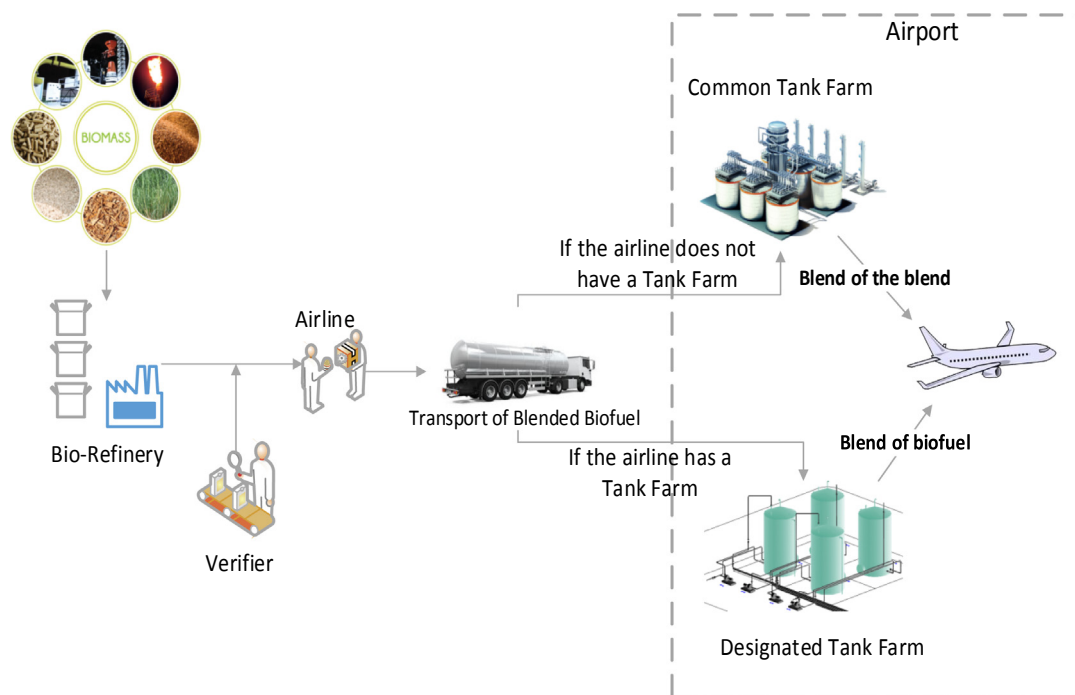 Airport
Common Tank Farm
BIOMASS
If the airline does not
have a Tank Farm
Blend of the blend
Airline
Transport of Blended Biofuel
Bio-Refinery
Blend of biofuel
If the airline has a
Tank Farm
Verifier
Designated Tank Farm